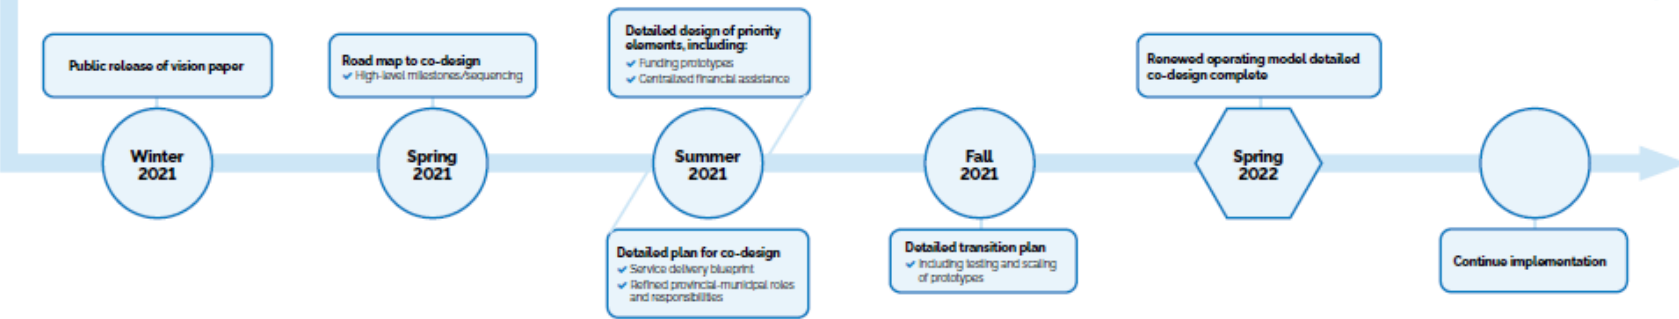 Public release of vision paper
Winter
2021
Road map to co-design
✓ High-level milestones/sequencing
Spring
2021
Detailed design of priority
elements, including:
✓ Funding prototypes
✓ Centralized financial assistance
Summer
2021
Detailed plan for co-design
✓ Service delivery blueprint
✓ Refined provincial-municipal roles
and responsibilities
Fall
2021
Detailed transition plan
✓ Including testing and scaling
of prototypes
Renewed operating model detailed
co-design complete
Spring
2022
Continue implementation